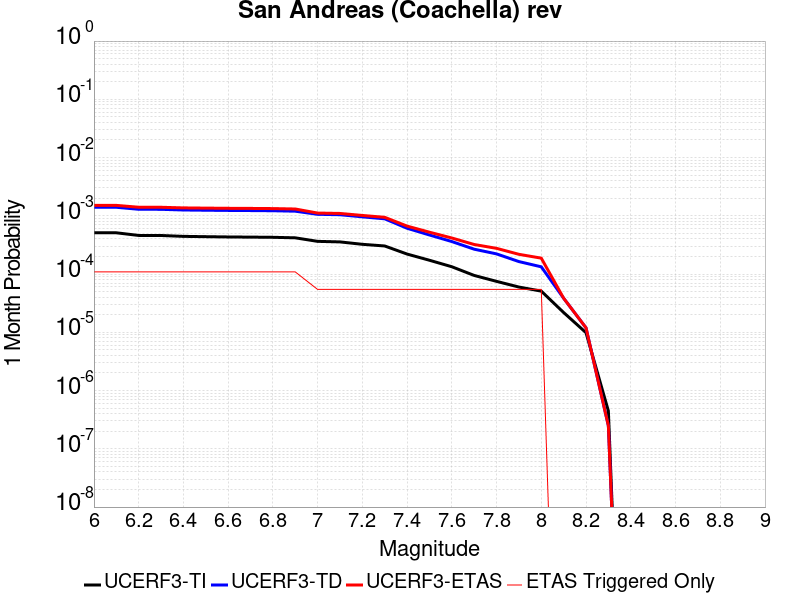 San Andreas (Coachella) rev
10^0
10^-1
10^-2
10^-3
10^-4
10^-5
10^-6
10^-7
10^-8
1 Month Probability
6 6.2 6.4 6.6 6.8 7 7.2 7.4 7.6 7.8 8 8.2 8.4 8.6 8.8 9
Magnitude
UCERF3-TI UCERF3-TD UCERF3-ETAS ETAS Triggered Only